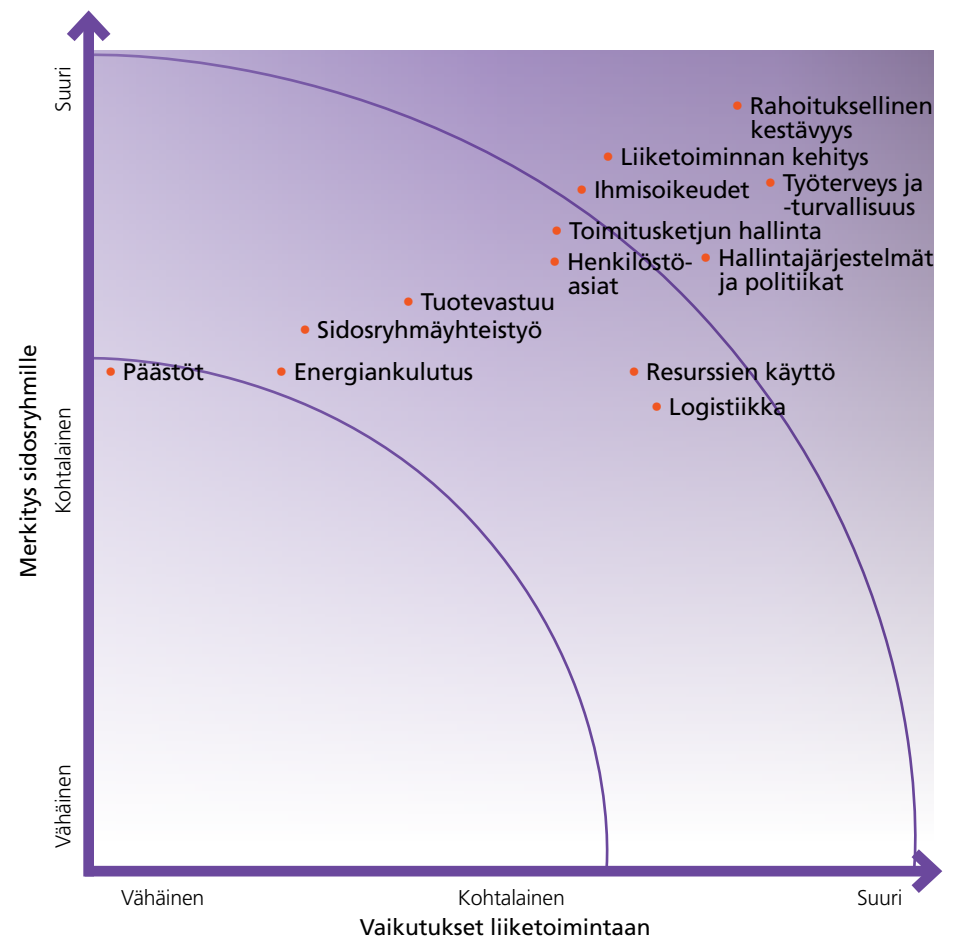 Suuri
Rahoituksellinen
kestävyys
Liiketoiminnan kehitys
Ihmisoikeudet
Työterveys ja
-turvallisuus
Toimitusketjun hallinta
Henkilöstö-
asiat
Hallintajärjestelmät
ja politiikat
Tuotevastuu
Sidosryhmäyhteistyö
Päästöt
Energiankulutus
Resurssien käyttö
Logistiikka
Merkitys sidosryhmille
Kohtalainen
Vähäinen
Vähäinen
Kohtalainen
Suuri
Vaikutukset liiketoimintaan